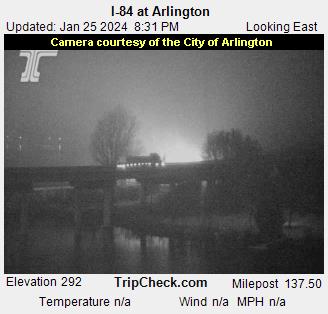 I-84 at Arlington
Updated: Jan 25 2024 8:31 PM Looking East
Camera courtesy of the City of Arlington
Elevation 292 TripCheck.com Milepost 137.50
Temperature n/a Wind n/a MPH n/a